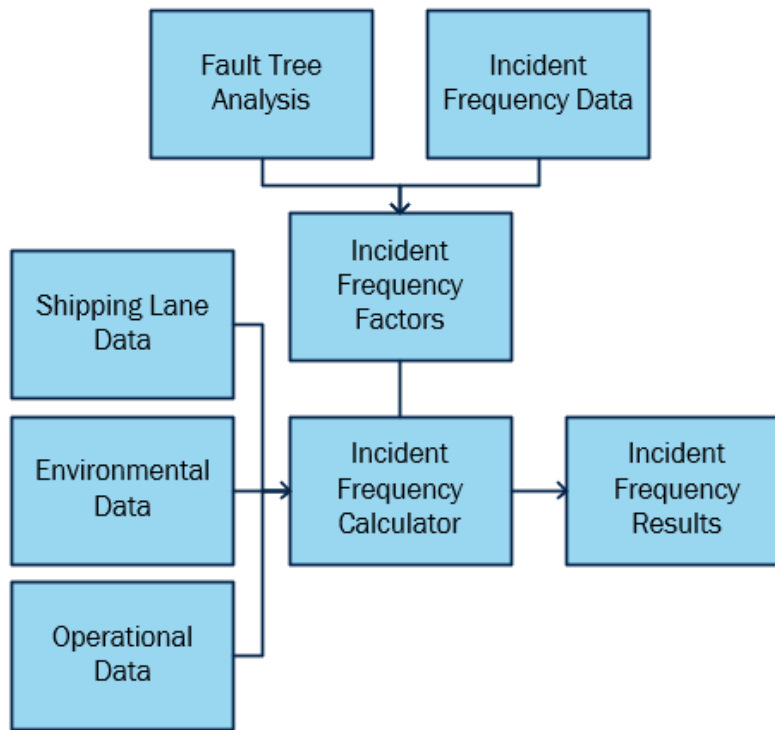 Fault Tree
Analysis
Incident
Frequency Data
Incident
Frequency
Factors
Shipping Lane
Data
Environmental
Data
Operational
Data
Incident
Frequency
Calculator
Incident
Frequency
Results